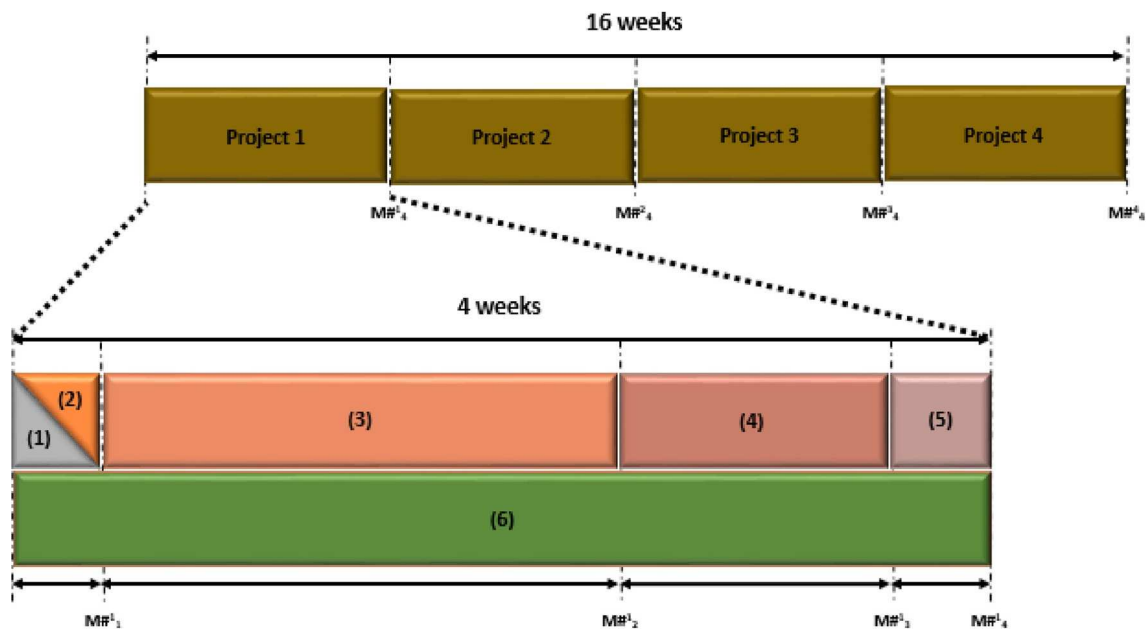 16 weeks
Project 1 Project 2 Project 3 Project 4
M#¹₄ M#²₄ M#³₄ M#⁴₄
4 weeks
(1) (2) (3) (4) (5)
(6)
M#¹₁ M#¹₂ M#¹₃ M#¹₄